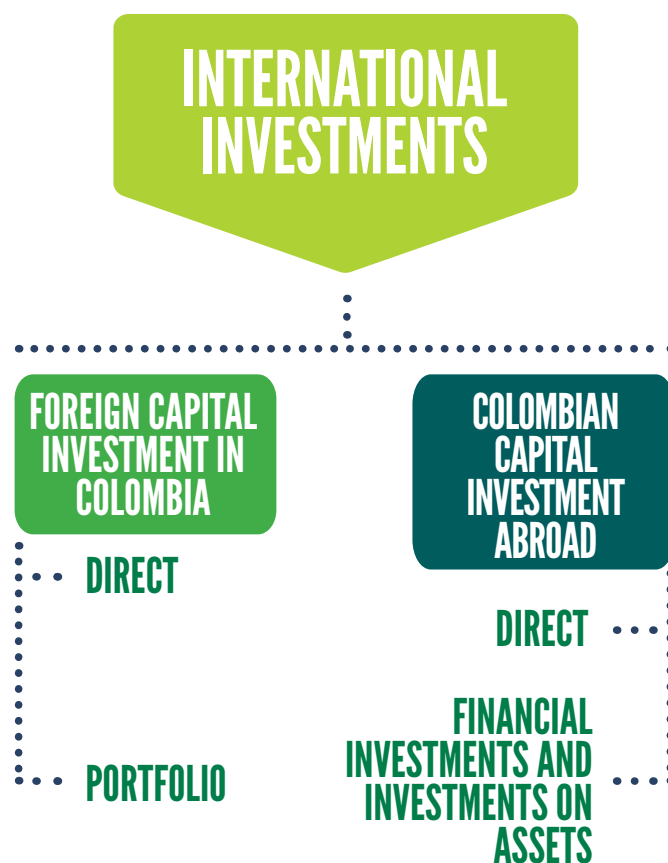 INTERNATIONAL
INVESTMENTS
FOREIGN CAPITAL
INVESTMENT IN
COLOMBIA
DIRECT
PORTFOLIO
COLOMBIAN
CAPITAL
INVESTMENT
ABROAD
DIRECT
FINANCIAL
INVESTMENTS AND
INVESTMENTS ON
ASSETS